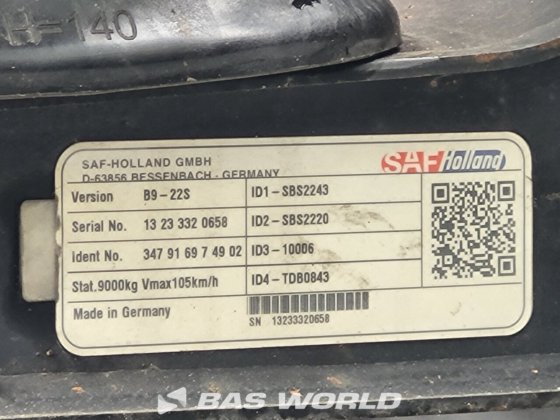 H=140
SAF-HOLLAND GMBH
D-63856 BESSENBACH - GERMANY
SAF Holland
Version B9-22S ID1-SBS2243
Serial No. 13 23 332 0658 ID2-SBS2220
ident No. 347 91 69 7 49 02 ID3-10006
Stat.9000kg Vmax105km/h ID4-TDB0843
Made in Germany
SN 13233320658
BAS WORLD